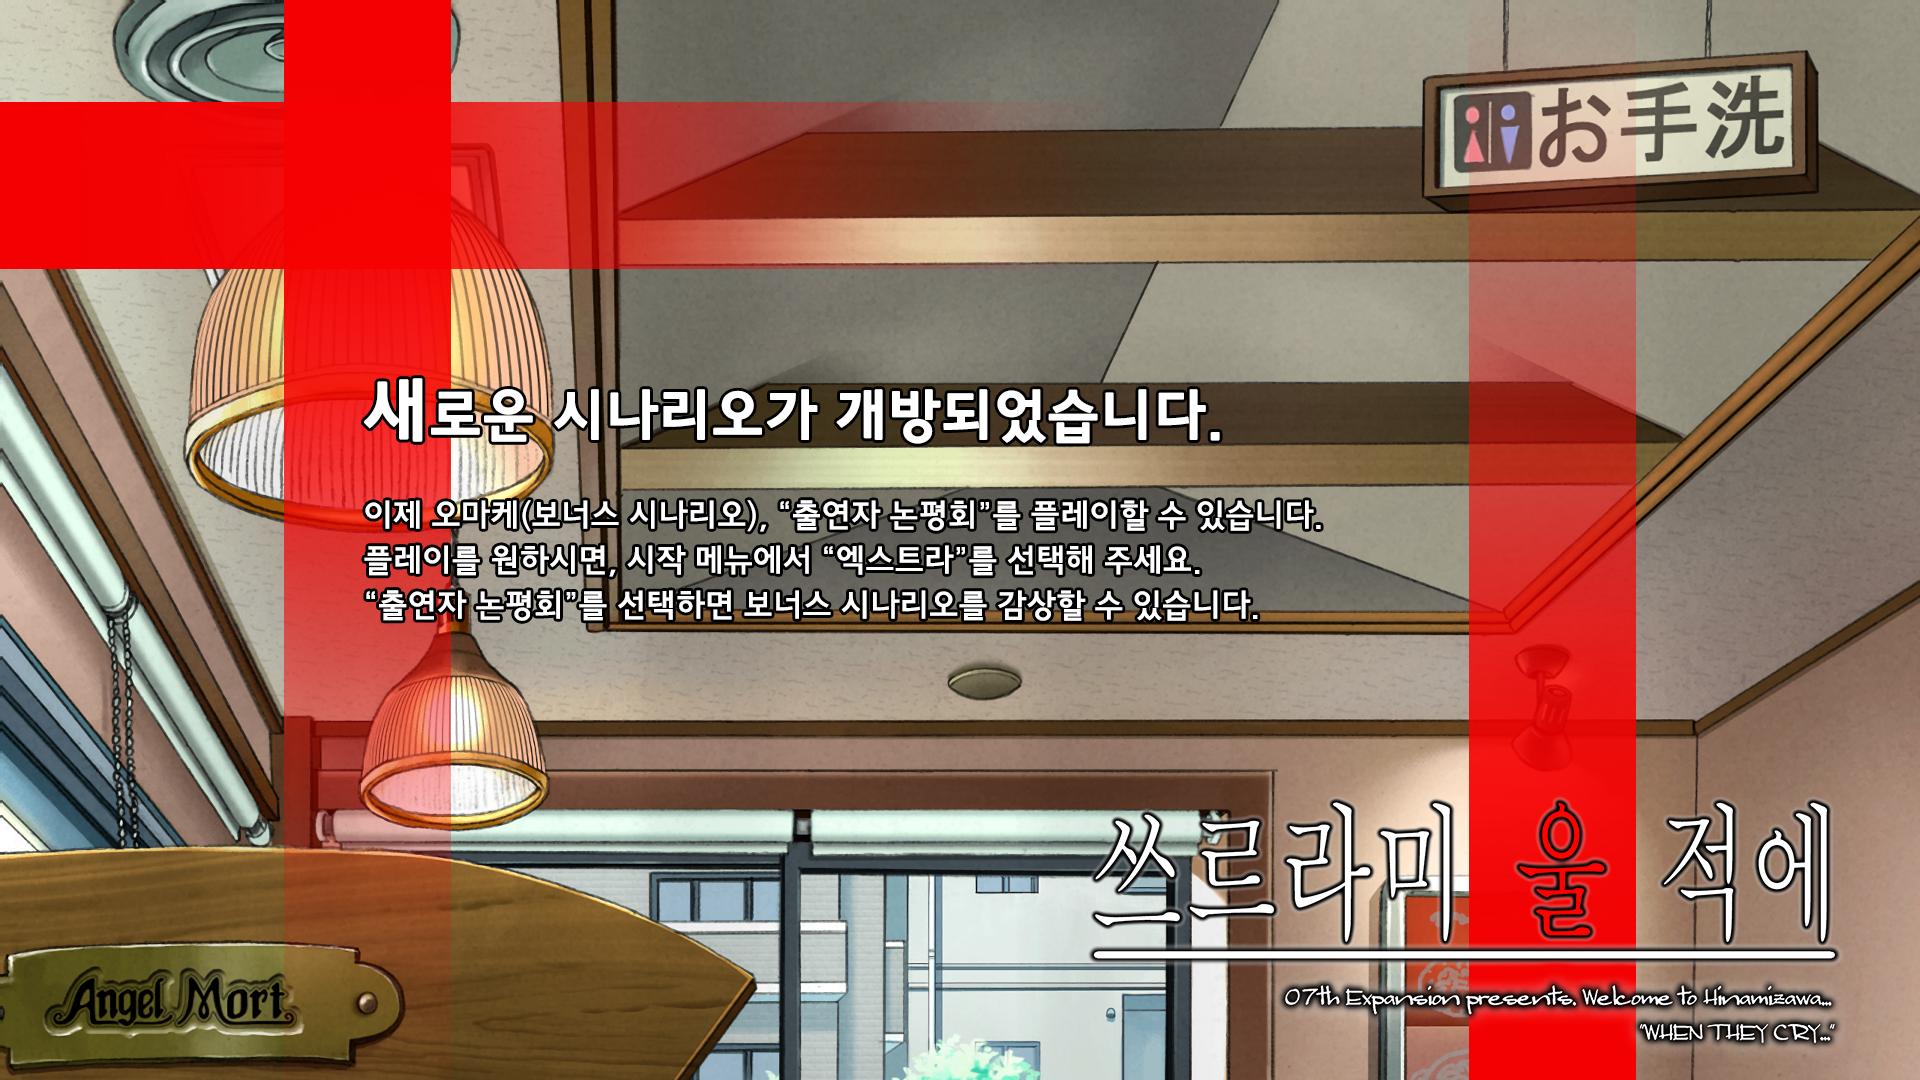 お手洗
새로운 시나리오가 개방되었습니다.
이제 오마케(보너스 시나리오), “출연자 논평회”를 플레이할 수 있습니다.
플레이를 원하시면, 시작 메뉴에서 “엑스트라”를 선택해 주세요.
“출연자 논평회”를 선택하면 보너스 시나리오를 감상할 수 있습니다.
쓰르라미 울 적에
07th Expansion presents. Welcome to Hinamizawa...
"WHEN THEY CRY..."
Angel Mort